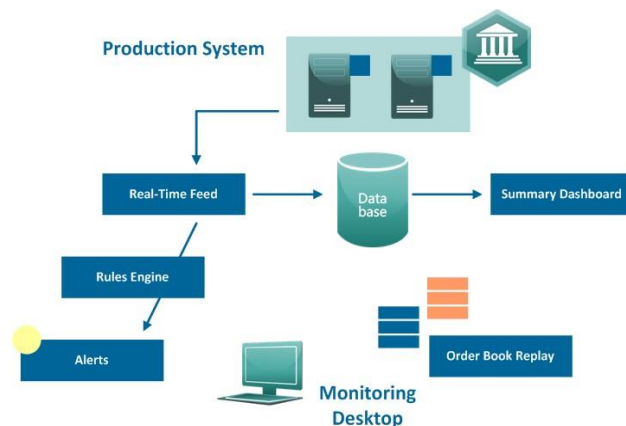 Production System
Real-Time Feed
Data
base
Summary Dashboard
Rules Engine
Alerts
Order Book Replay
Monitoring
Desktop